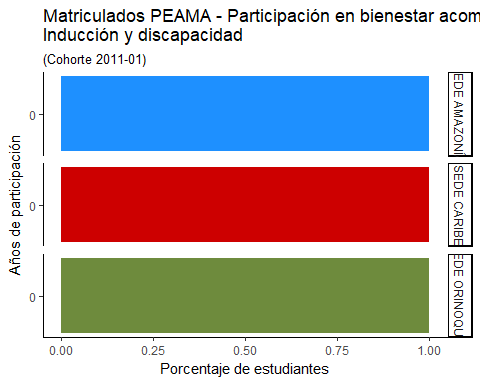 Matriculados PEAMA - Participación en bienestar acom
Inducción y discapacidad
(Cohorte 2011-01)
Años de participación
0
EDE AMAZONÍ
0
SEDE CARIBE
0
EDE ORINOQU
0.00 0.25 0.50 0.75 1.00
Porcentaje de estudiantes